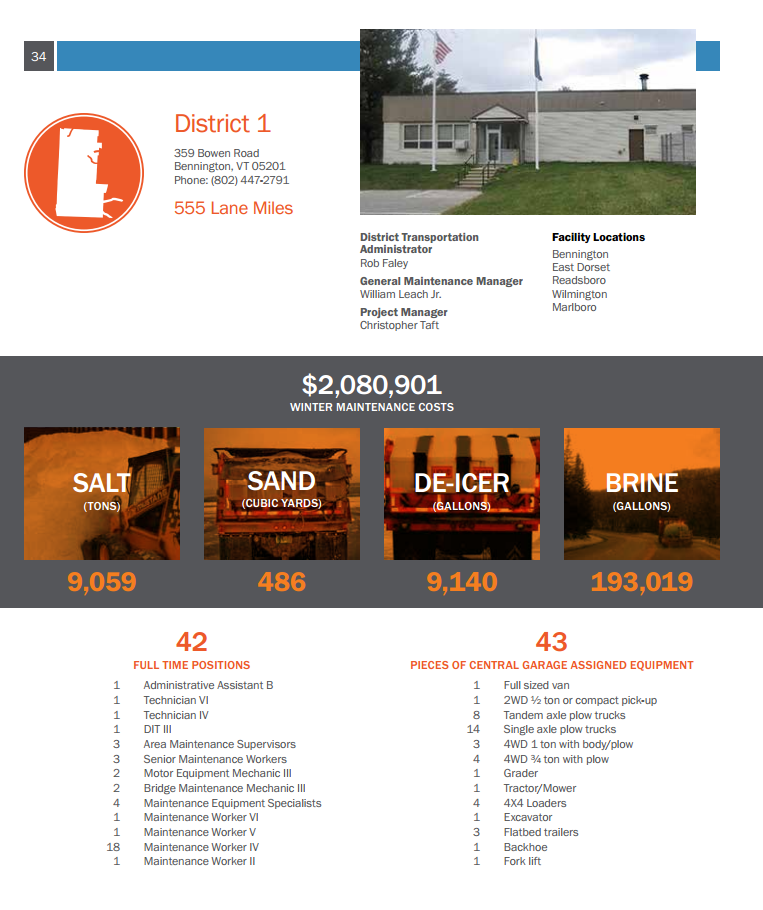 34
District 1
359 Bowen Road
Bennington, VT 05201
Phone: (802) 447-2791
555 Lane Miles
District Transportation
Administrator
Rob Faley
General Maintenance Manager
William Leach Jr.
Project Manager
Christopher Taft
Facility Locations
Bennington
East Dorset
Readsboro
Wilmington
Marlboro
$2,080,901
WINTER MAINTENANCE COSTS
SALT
(TONS)
9,059
SAND
(CUBIC YARDS)
486
DE-ICER
(GALLONS)
9,140
BRINE
(GALLONS)
193,019
42
FULL TIME POSITIONS
1 Administrative Assistant B
1 Technician VI
1 Technician IV
1 DIT III
3 Area Maintenance Supervisors
3 Senior Maintenance Workers
2 Motor Equipment Mechanic III
2 Bridge Maintenance Mechanic III
4 Maintenance Equipment Specialists
1 Maintenance Worker VI
1 Maintenance Worker V
18 Maintenance Worker IV
1 Maintenance Worker II
43
PIECES OF CENTRAL GARAGE ASSIGNED EQUIPMENT
1 Full sized van
1 2WD ½ ton or compact pick-up
8 Tandem axle plow trucks
14 Single axle plow trucks
3 4WD 1 ton with body/plow
4 4WD ¾ ton with plow
1 Grader
1 Tractor/Mower
4 4X4 Loaders
1 Excavator
3 Flatbed trailers
1 Backhoe
1 Fork lift